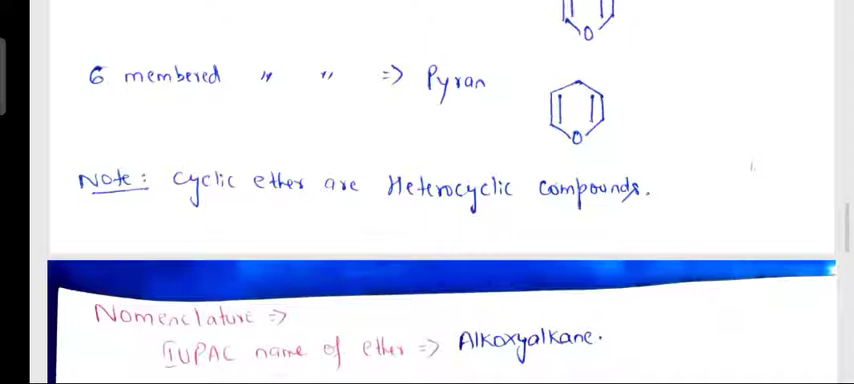 O
6 membered " " => Pyran
O
Note: Cyclic ether are Heterocyclic Compounds.
Nomenclature =>
IUPAC name of ether => Alkoxyalkane.